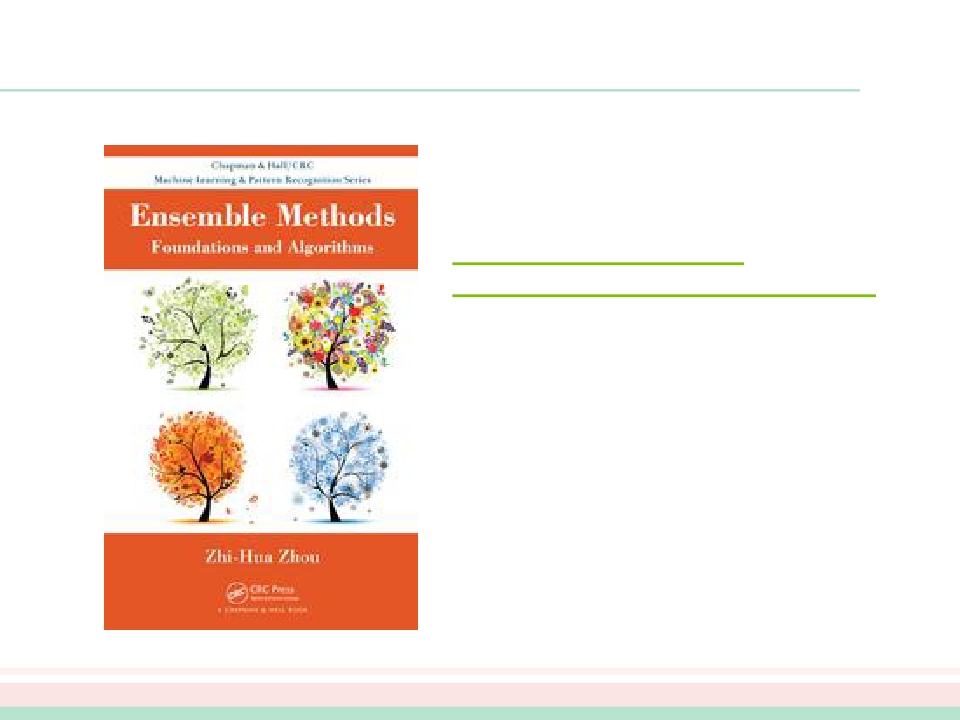 Chapman & Hall/CRC
Machine Learning & Pattern Recognition Series
Ensemble Methods
Foundations and Algorithms
Zhi-Hua Zhou
CRC Press
A CHAPMAN & HALL BOOK